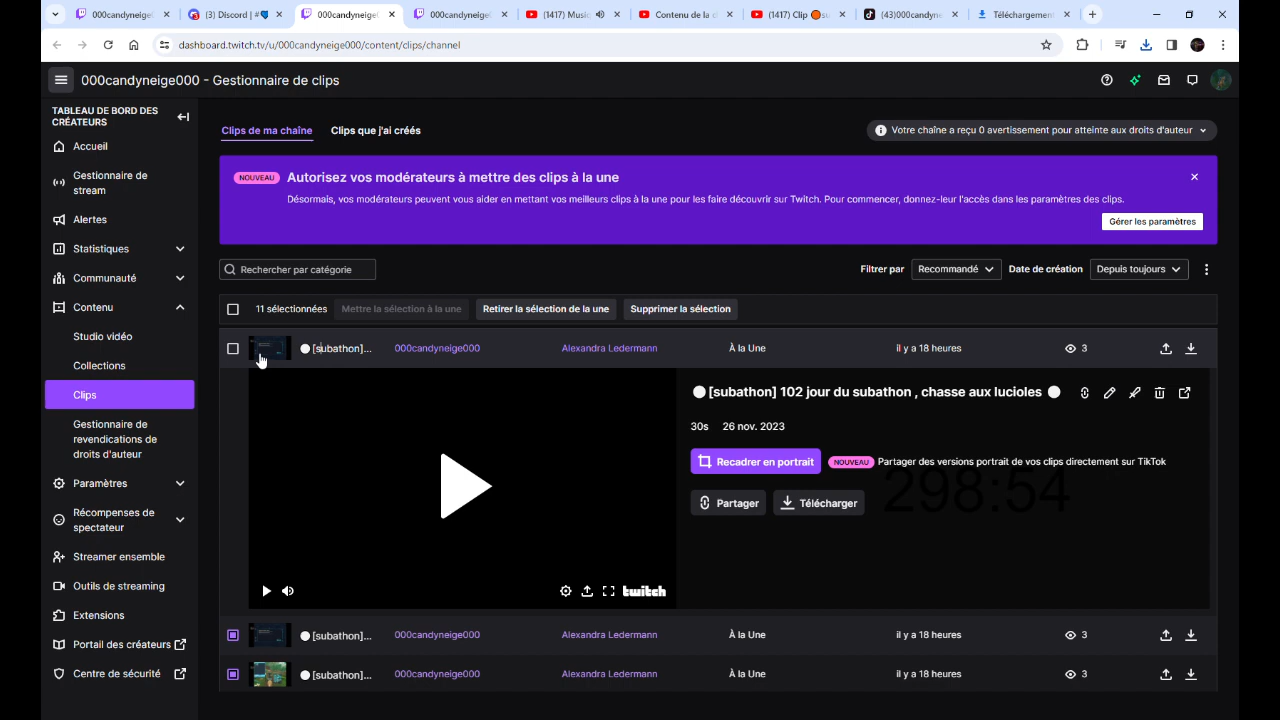 000candyneige
(3) Discord | #
000candyneige
000candyneige
(1417) Music
Contenu de la c
(1417) Clip su
(43)000candyne
Téléchargement
dashboard.twitch.tv/u/000candyneige000/content/clips/channel
000candyneige000 - Gestionnaire de clips
TABLEAU DE BORD DES
CRÉATEURS
Accueil
Gestionnaire de
stream
Alertes
Statistiques
Communauté
Contenu
Studio vidéo
Collections
Clips
Gestionnaire de
revendications de
droits d'auteur
Paramètres
Récompenses de
spectateur
Streamer ensemble
Outils de streaming
Extensions
Portail des créateurs
Centre de sécurité
Clips de ma chaîne
Clips que j'ai créés
Votre chaîne a reçu 0 avertissement pour atteinte aux droits d'auteur
NOUVEAU
Autorisez vos modérateurs à mettre des clips à la une
Désormais, vos modérateurs peuvent vous aider en mettant vos meilleurs clips à la une pour les faire découvrir sur Twitch. Pour commencer, donnez-leur l'accès dans les paramètres des clips.
Gérer les paramètres
Rechercher par catégorie
Filtrer par
Recommandé
Date de création
Depuis toujours
11 sélectionnées
Mettre la sélection à la une
Retirer la sélection de la une
Supprimer la sélection
[subathon]...
000candyneige000
Alexandra Ledermann
À la Une
il y a 18 heures
3
[subathon] 102 jour du subathon , chasse aux lucioles
30s
26 nov. 2023
Recadrer en portrait
NOUVEAU
Partager des versions portrait de vos clips directement sur TikTok
298:54
Partager
Télécharger
twitch
[subathon]...
000candyneige000
Alexandra Ledermann
À la Une
il y a 18 heures
3
[subathon]...
000candyneige000
Alexandra Ledermann
À la Une
il y a 18 heures
3